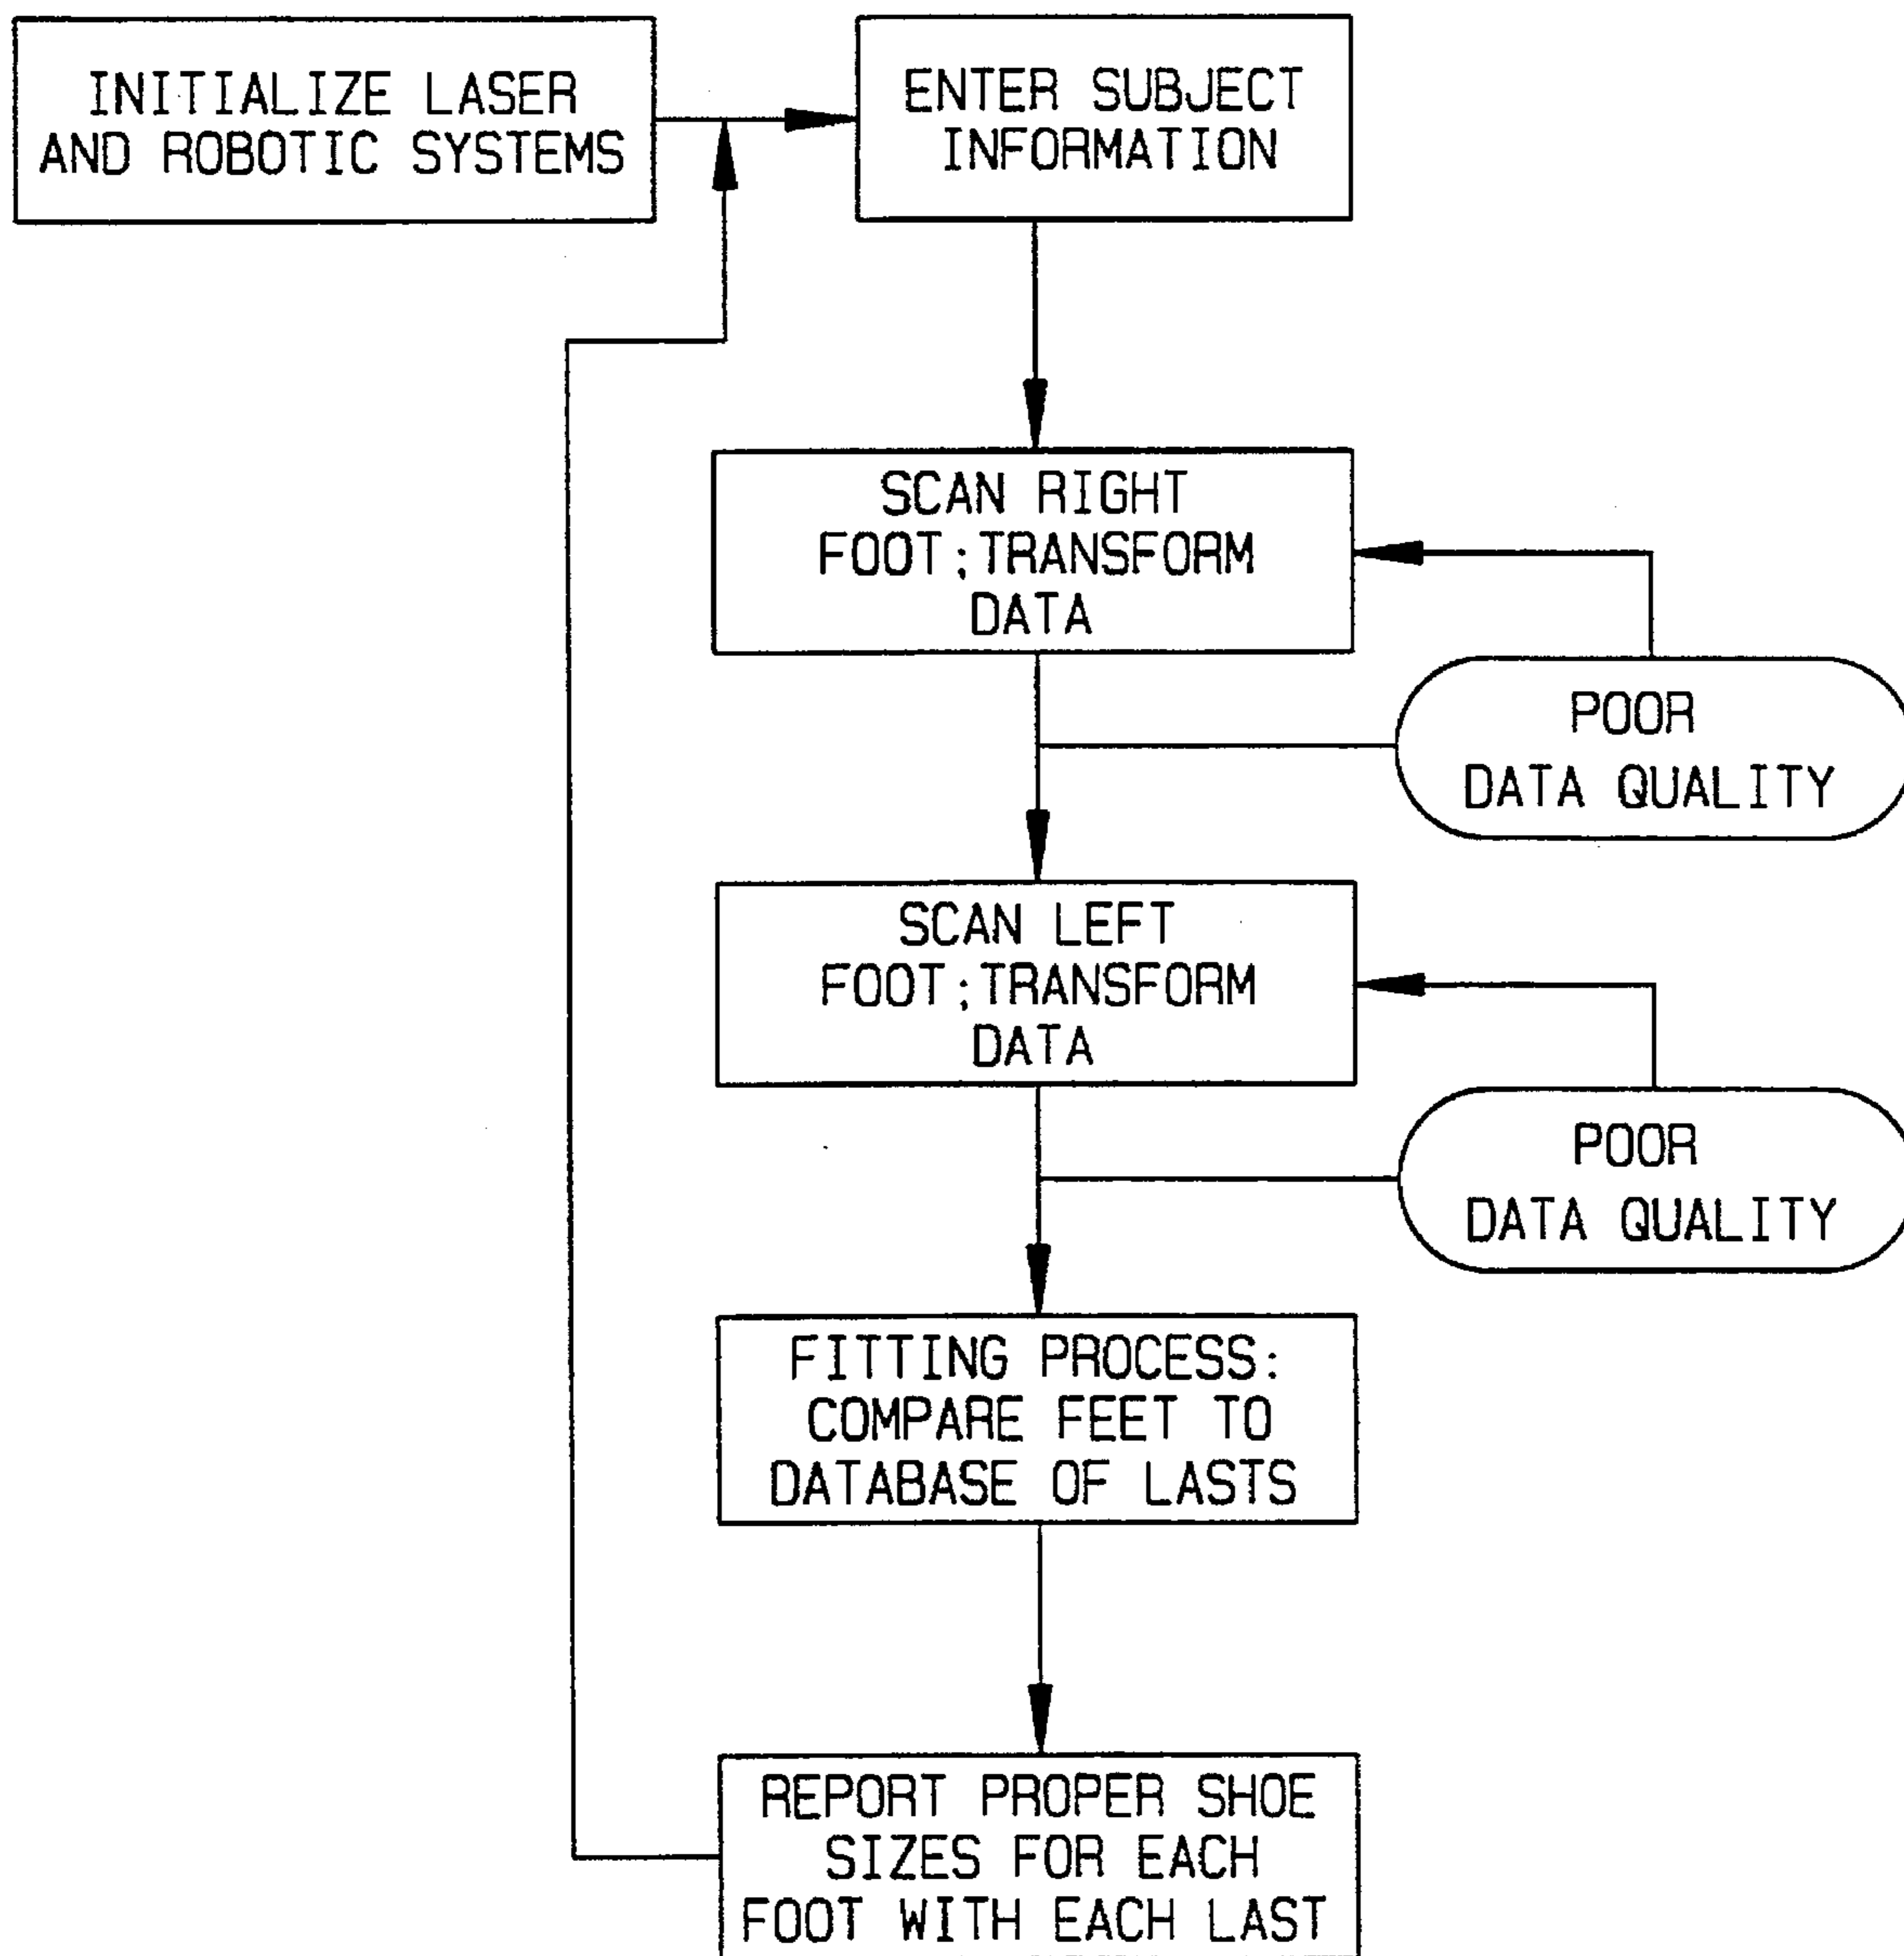 INITIALIZE LASER
AND ROBOTIC SYSTEMS
ENTER SUBJECT
INFORMATION
SCAN RIGHT
FOOT;TRANSFORM
DATA
POOR
DATA QUALITY
SCAN LEFT
FOOT;TRANSFORM
DATA
POOR
DATA QUALITY
FITTING PROCESS:
COMPARE FEET TO
DATABASE OF LASTS
REPORT PROPER SHOE
SIZES FOR EACH
FOOT WITH EACH LAST